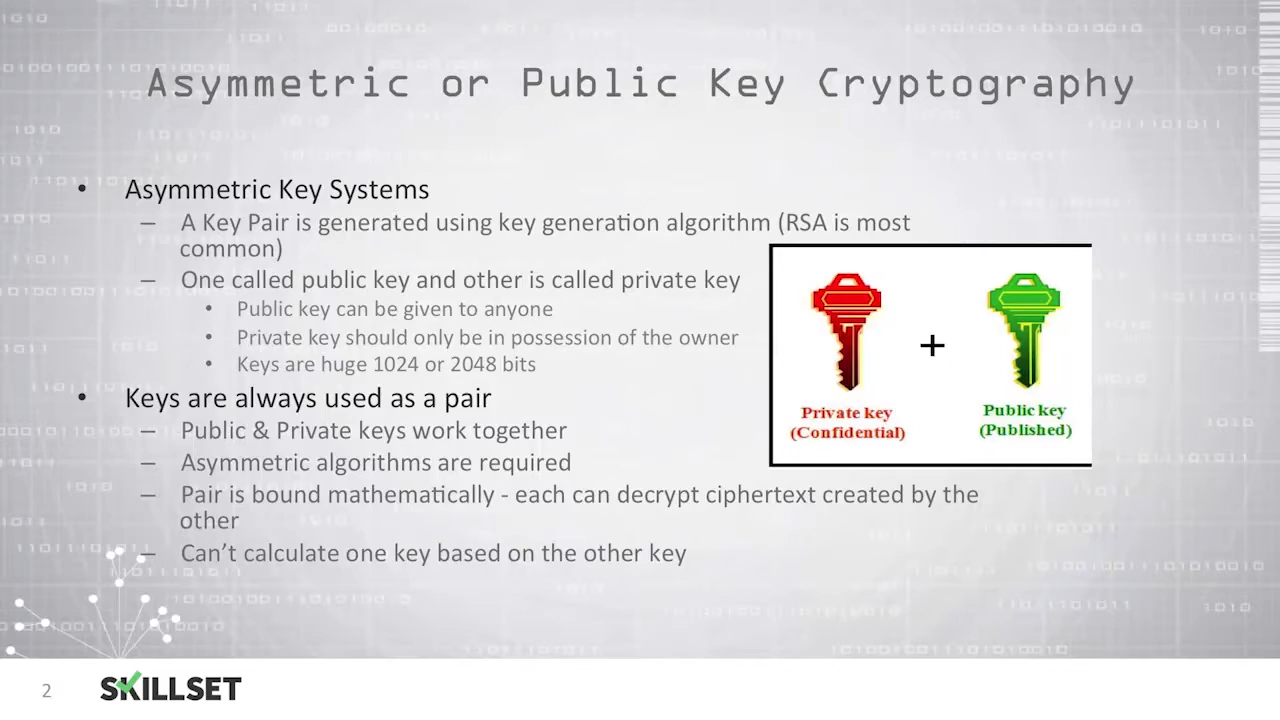 Asymmetric or Public Key Cryptography
• Asymmetric Key Systems
– A Key Pair is generated using key generation algorithm (RSA is most
common)
– One called public key and other is called private key
• Public key can be given to anyone
• Private key should only be in possession of the owner
• Keys are huge 1024 or 2048 bits
• Keys are always used as a pair
– Public & Private keys work together
– Asymmetric algorithms are required
– Pair is bound mathematically - each can decrypt ciphertext created by the
other
– Can't calculate one key based on the other key
+
Private key
(Confidential)
Public key
(Published)
2
SKILLSET